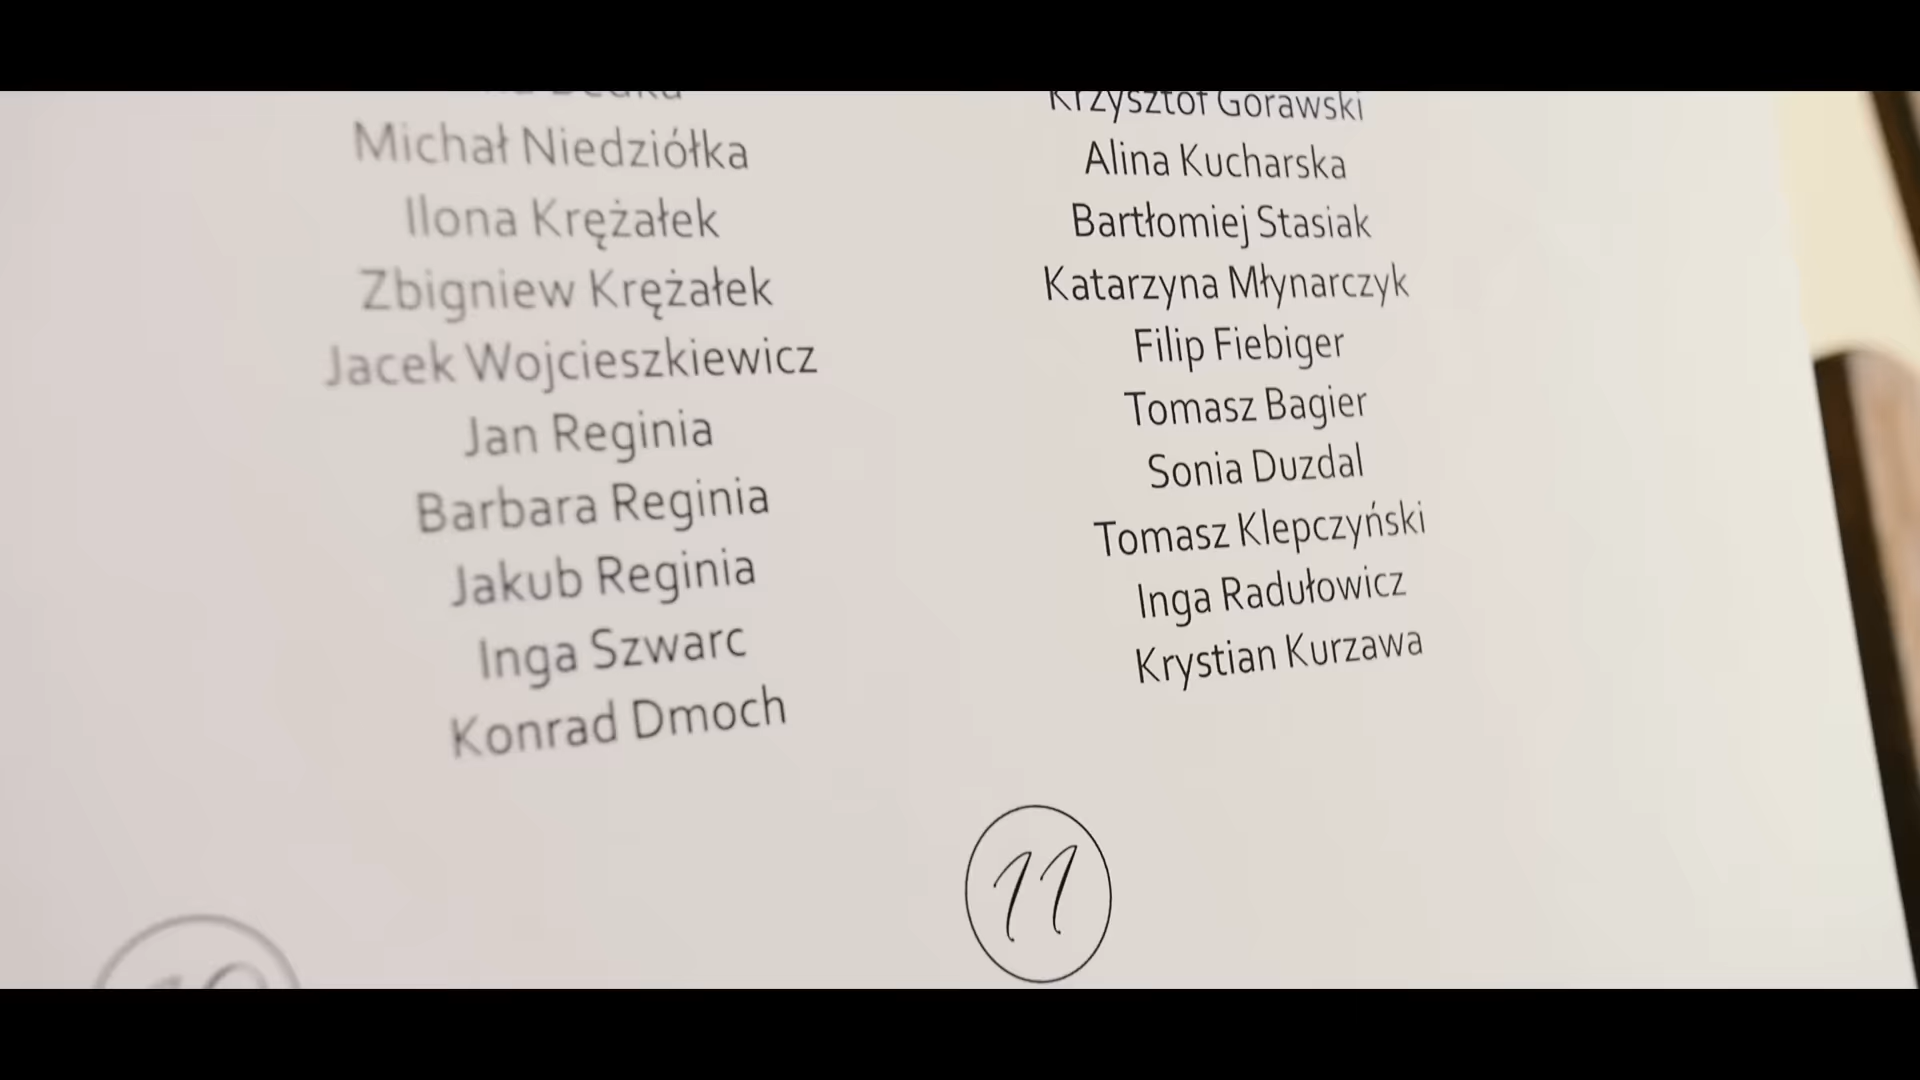 Michał Niedziółka
Ilona Krężałek
Zbigniew Krężałek
Jacek Wojcieszkiewicz
Jan Reginia
Barbara Reginia
Jakub Reginia
Inga Szwarc
Konrad Dmoch
Krzysztof Gorawski
Alina Kucharska
Bartłomiej Stasiak
Katarzyna Młynarczyk
Filip Fiebiger
Tomasz Bagier
Sonia Duzdal
Tomasz Klepczyński
Inga Radułowicz
Krystian Kurzawa
11